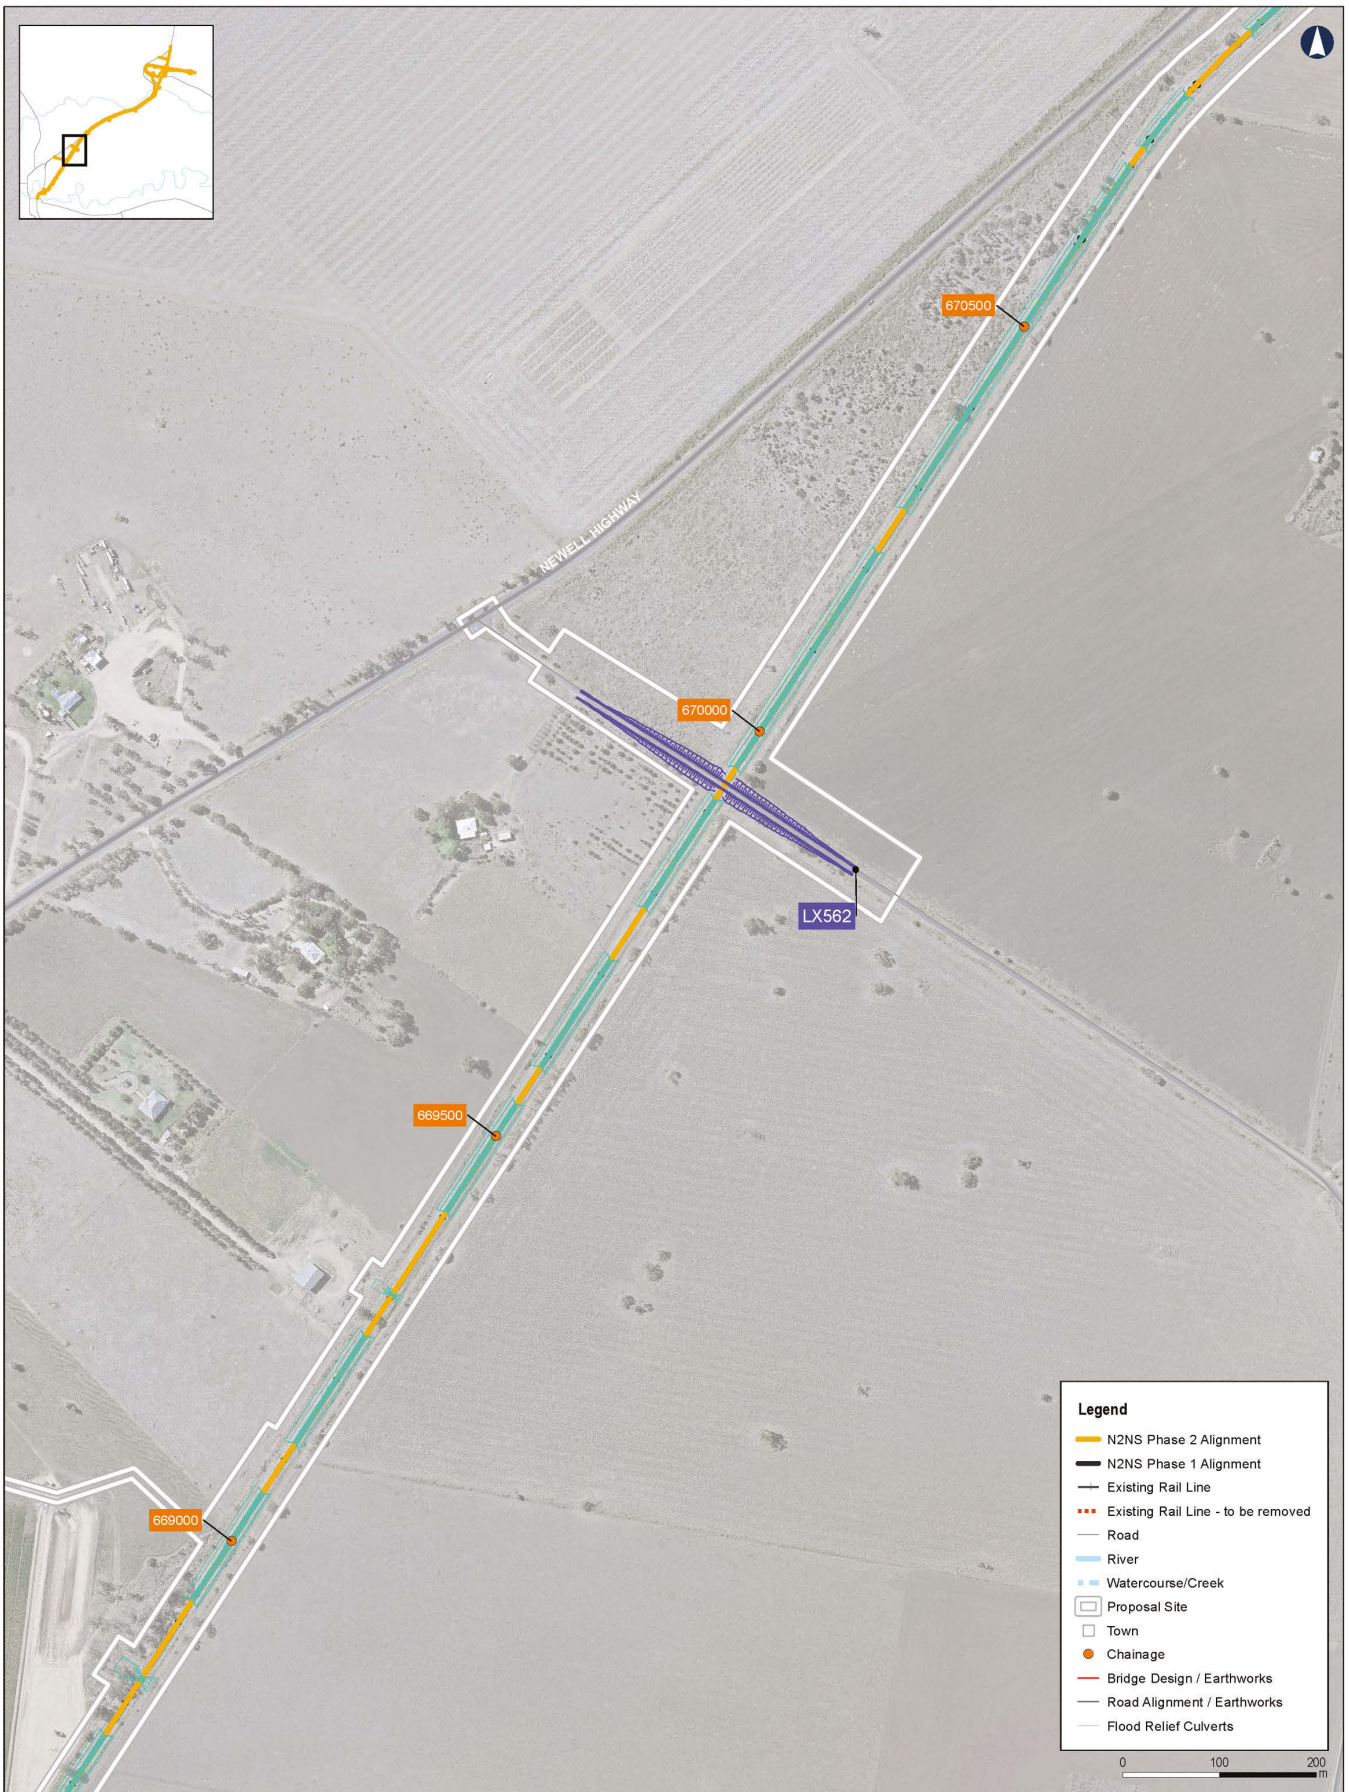 670500
NEWELL HIGHWAY
670000
LX562
669500
669000
Legend
N2NS Phase 2 Alignment
N2NS Phase 1 Alignment
Existing Rail Line
Existing Rail Line - to be removed
Road
River
Watercourse/Creek
Proposal Site
Town
Chainage
Bridge Design / Earthworks
Road Alignment / Earthworks
Flood Relief Culverts
0 100 200
m